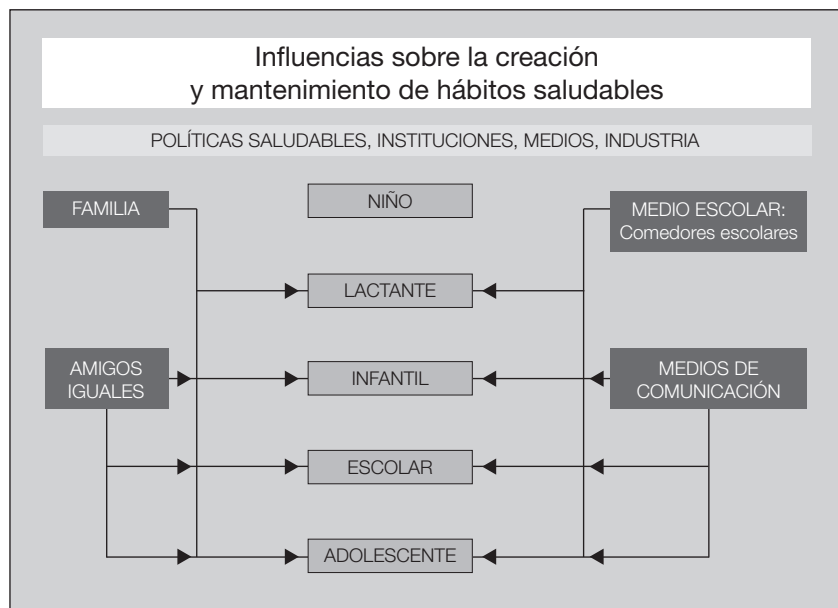 Influencias sobre la creación
y mantenimiento de hábitos saludables
POLÍTICAS SALUDABLES, INSTITUCIONES, MEDIOS, INDUSTRIA
FAMILIA
NIÑO
MEDIO ESCOLAR:
Comedores escolares
LACTANTE
AMIGOS
IGUALES
INFANTIL
MEDIOS DE
COMUNICACIÓN
ESCOLAR
ADOLESCENTE